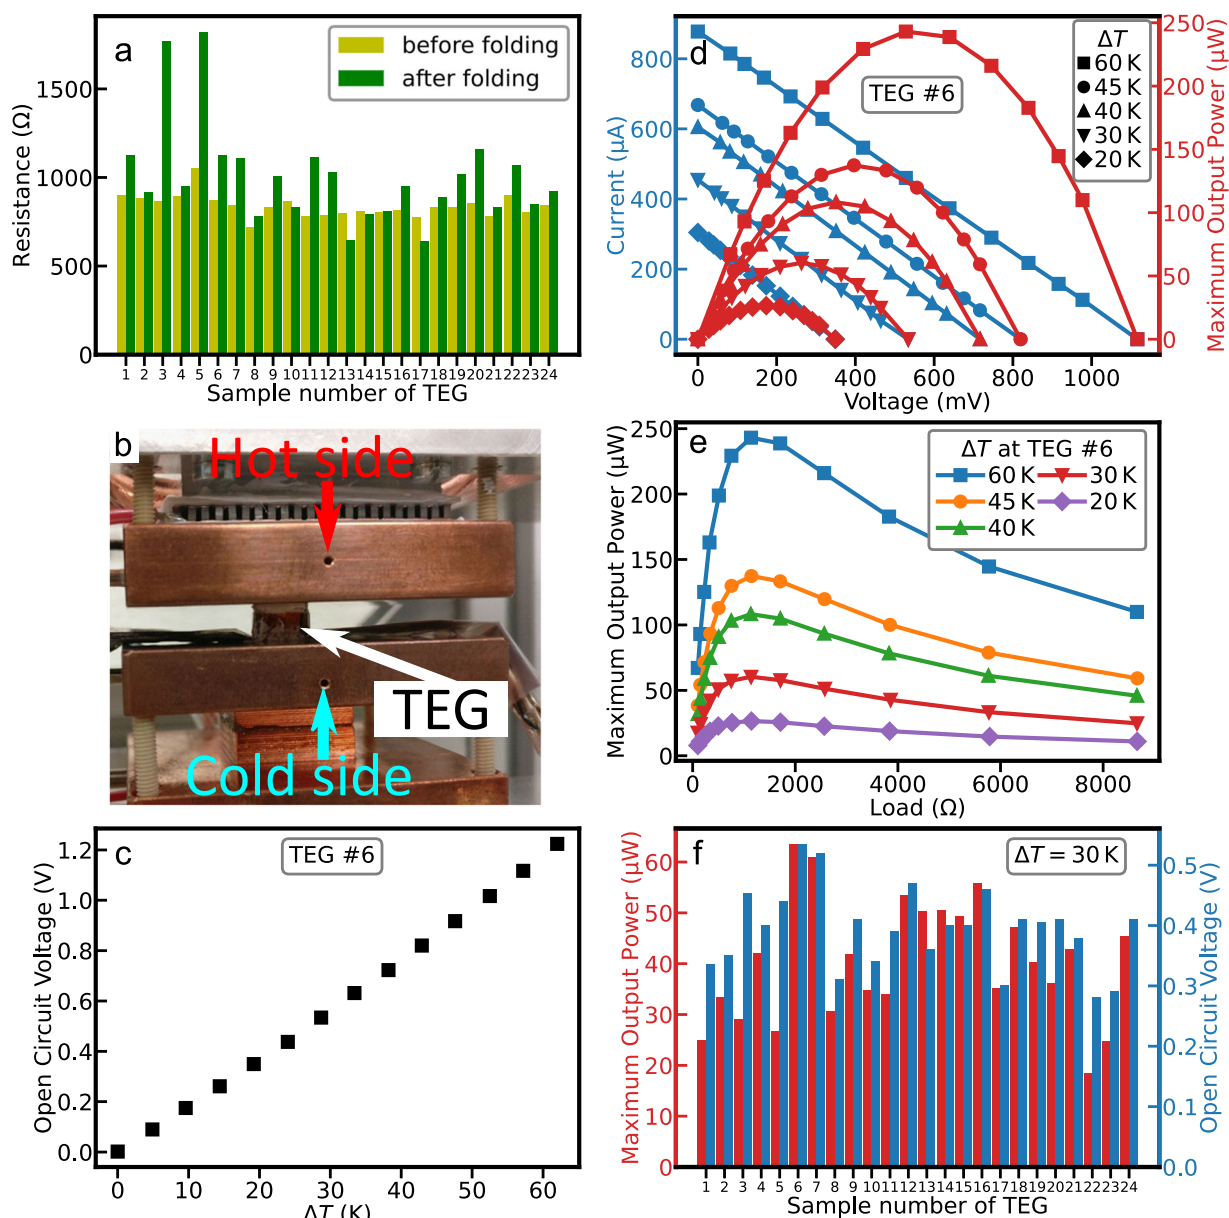 a
before folding
after folding
Resistance (Ω)
1500
1000
500
0
1 2 3 4 5 6 7 8 9 10 11 12 13 14 15 16 17 18 19 20 21 22 23 24
Sample number of TEG
b
Hot side
TEG
Cold side
c
TEG #6
Open Circuit Voltage (V)
1.2
1.0
0.8
0.6
0.4
0.2
0.0
0 10 20 30 40 50 60
ΔT (K)
d
TEG #6
ΔT
60 K
45 K
40 K
30 K
20 K
Current (μA)
800
600
400
200
0
Maximum Output Power (μW)
250
200
150
100
50
0
0 200 400 600 800 1000
Voltage (mV)
e
ΔT at TEG #6
60 K 30 K
45 K 20 K
40 K
Maximum Output Power (μW)
250
200
150
100
50
0
0 2000 4000 6000 8000
Load (Ω)
f
ΔT = 30 K
Maximum Output Power (μW)
60
50
40
30
20
10
0
Open Circuit Voltage (V)
0.5
0.4
0.3
0.2
0.1
0.0
1 2 3 4 5 6 7 8 9 10 11 12 13 14 15 16 17 18 19 20 21 22 23 24
Sample number of TEG